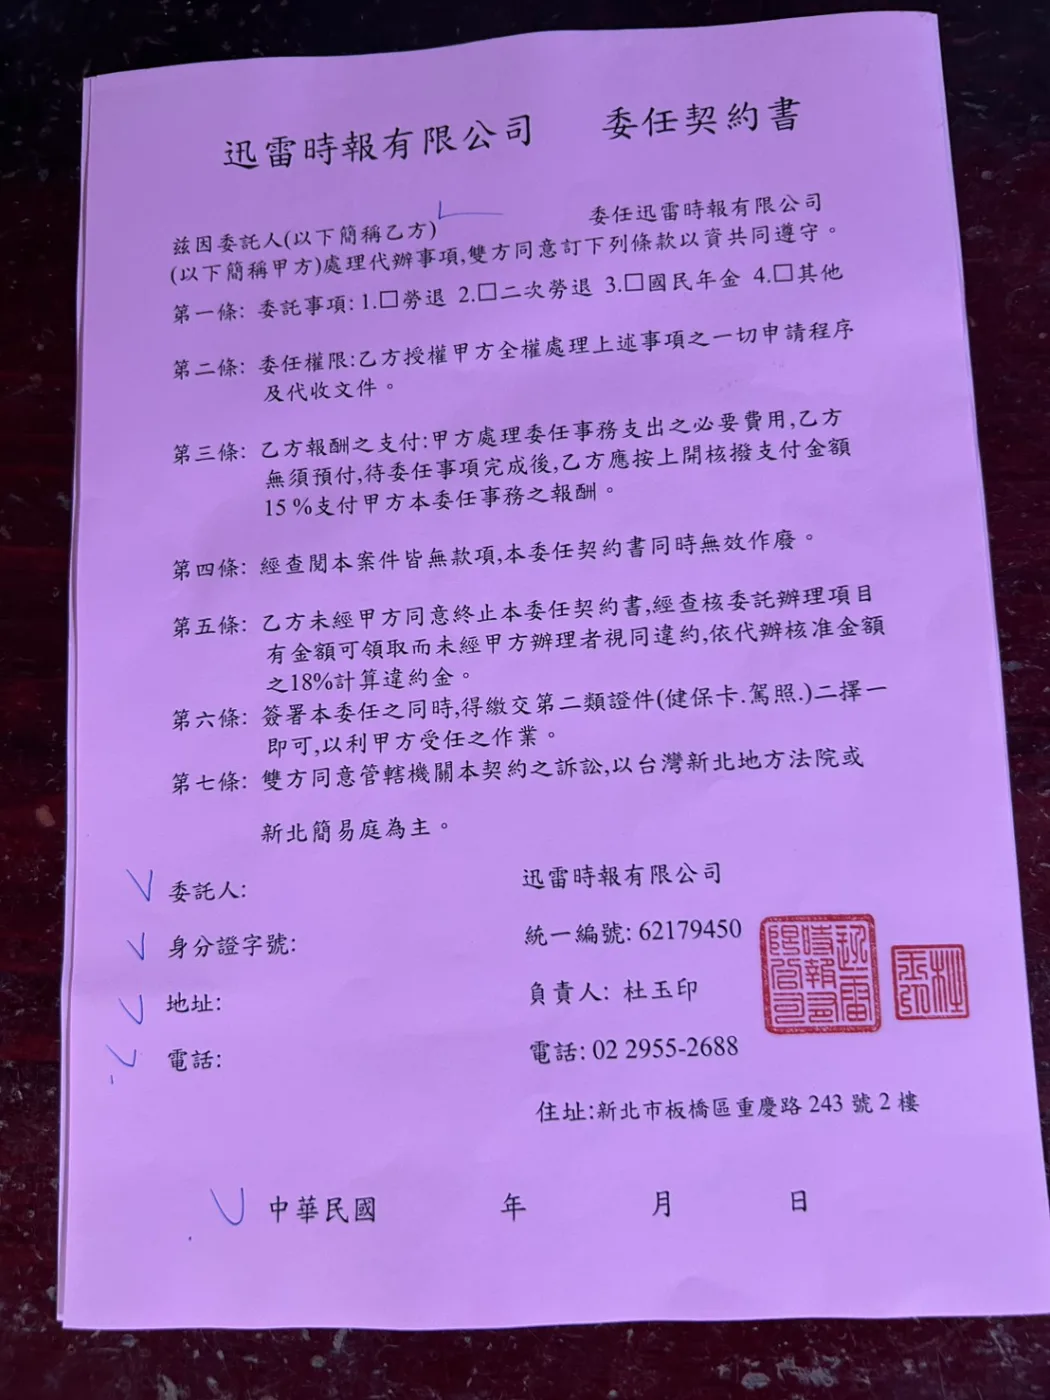 迅雷時報有限公司 委任契約書
茲因委託人(以下簡稱乙方) 委任迅雷時報有限公司
(以下簡稱甲方)處理代辦事項,雙方同意訂下列條款以資共同遵守。
第一條: 委託事項:1.□勞退 2.□二次勞退 3.□國民年金 4.□其他
第二條: 委任權限:乙方授權甲方全權處理上述事項之一切申請程序
及代收文件。
第三條: 乙方報酬之支付:甲方處理委任事務支出之必要費用,乙方
無須預付,待委任事項完成後,乙方應按上開核撥支付金額
15%支付甲方本委任事務之報酬。
第四條: 經查閱本案件皆無款項,本委任契約書同時無效作廢。
第五條: 乙方未經甲方同意終止本委任契約書,經查核委託辦理項目
有金額可領取而未經甲方辦理者視同違約,依代辦核准金額
之18%計算違約金。
第六條: 簽署本委任之同時,得繳交第二類證件(健保卡.駕照.)二擇一
即可,以利甲方受任之作業。
第七條: 雙方同意管轄機關本契約之訴訟,以台灣新北地方法院或
新北簡易庭為主。
委託人: 迅雷時報有限公司
身分證字號: 統一編號: 62179450
地址: 負責人: 杜玉印
電話: 電話: 02 2955-2688
住址:新北市板橋區重慶路 243 號 2 樓
中華民國 年 月 日
迅雷時報有限公司
杜玉印